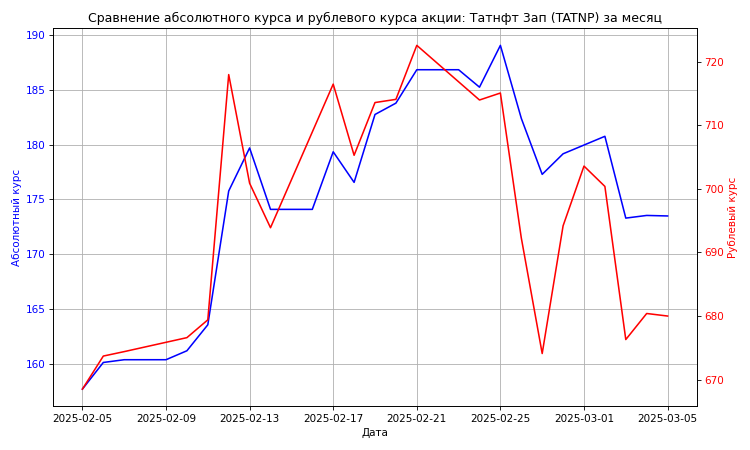 Сравнение абсолютного курса и рублевого курса акции: Татнфт 3ап (TATNP) за месяц
190
185
180
175
170
165
160
Абсолютный курс
720
710
700
690
680
670
Рублевый курс
2025-02-05 2025-02-09 2025-02-13 2025-02-17 2025-02-21 2025-02-25 2025-03-01 2025-03-05
Дата